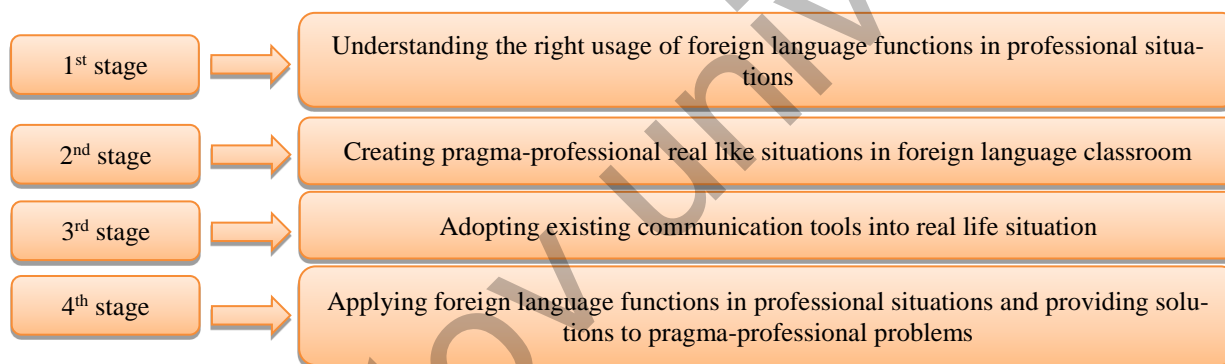 1st stage
Understanding the right usage of foreign language functions in professional situa-
tions
2nd stage
Creating pragma-professional real like situations in foreign language classroom
3rd stage
Adopting existing communication tools into real life situation
4th stage
Applying foreign language functions in professional situations and providing solu-
tions to pragma-professional problems